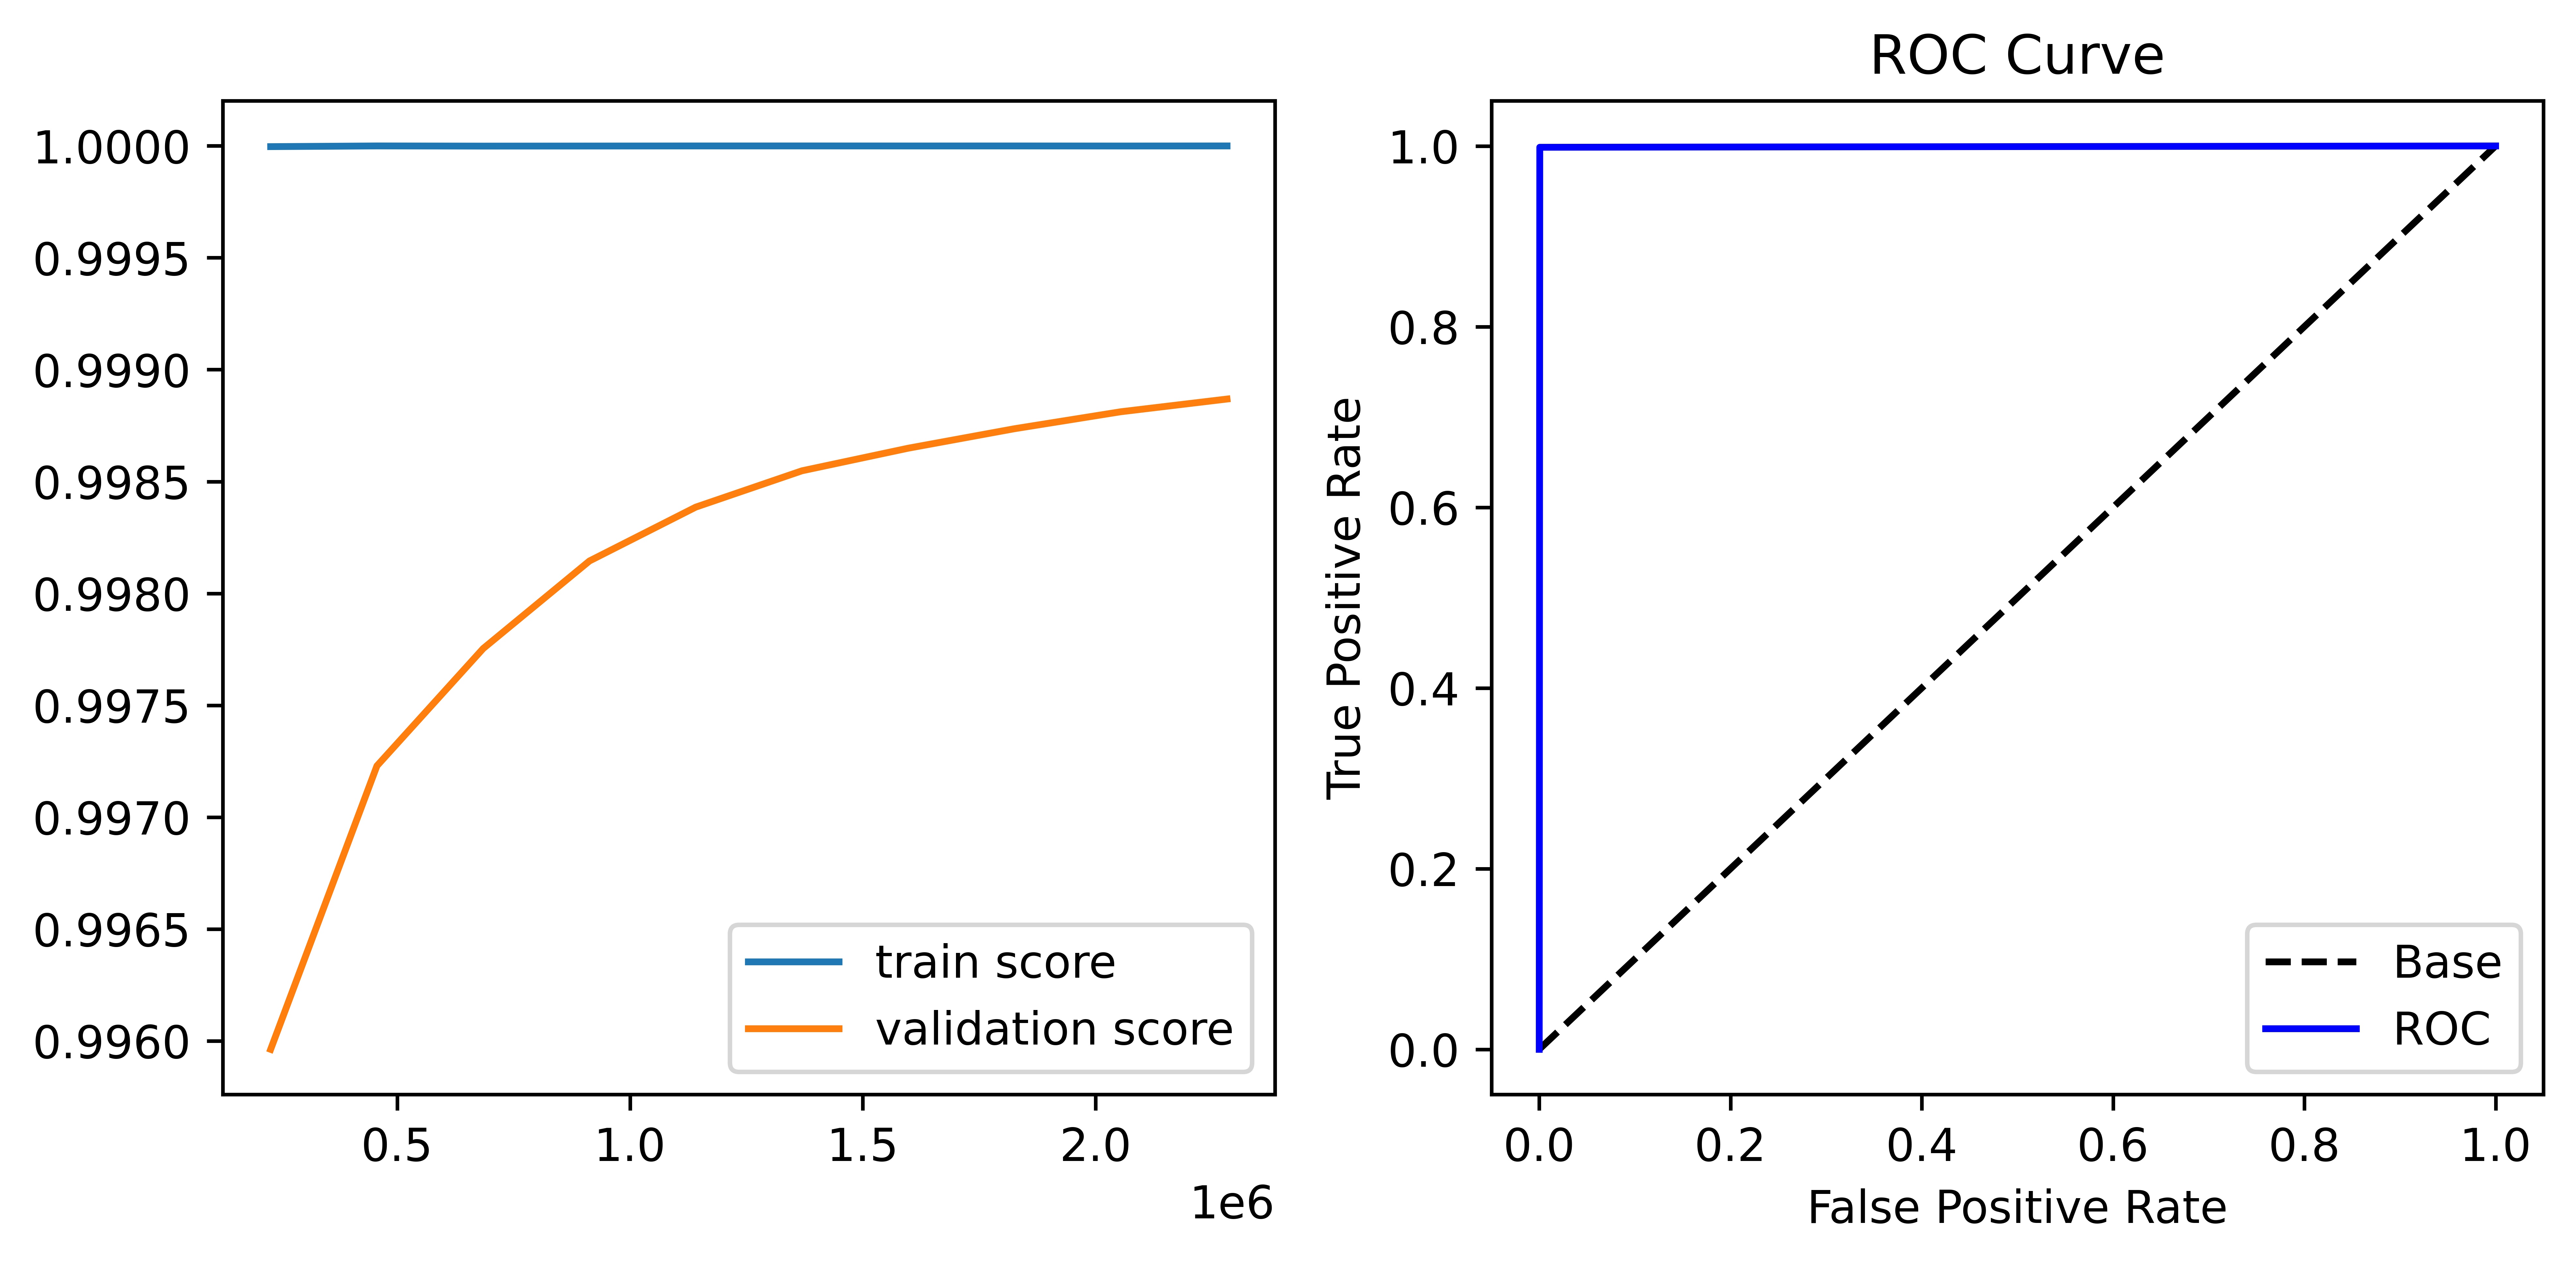 1.0000
0.9995
0.9990
0.9985
0.9980
0.9975
0.9970
0.9965
0.9960
0.5 1.0 1.5 2.0
1e6
train score
validation score
ROC Curve
True Positive Rate
1.0
0.8
0.6
0.4
0.2
0.0
0.0 0.2 0.4 0.6 0.8 1.0
False Positive Rate
Base
ROC